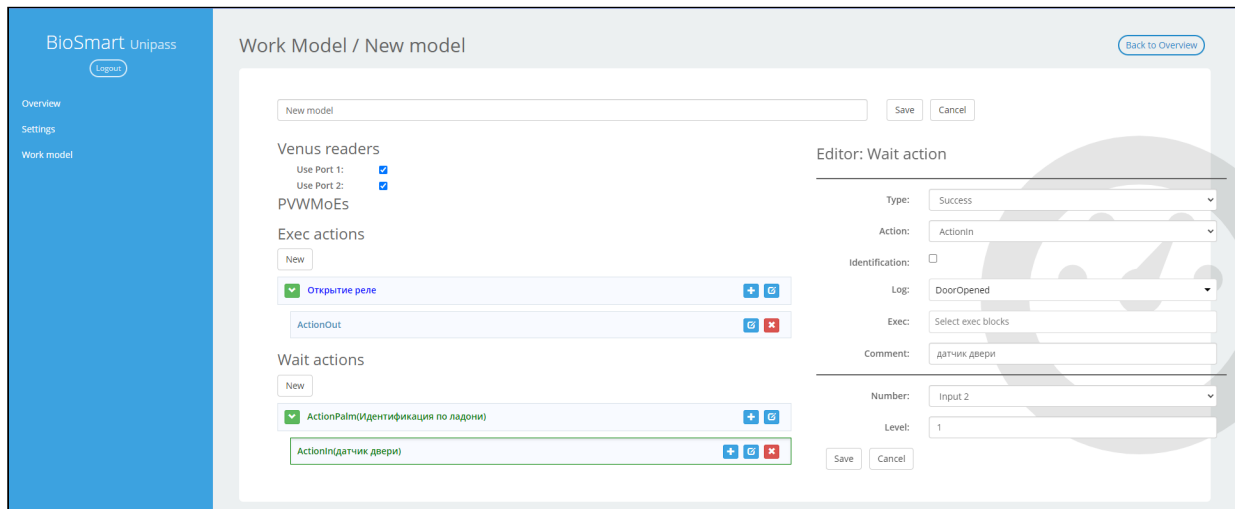 BioSmart Unipass
Logout
Overview
Settings
Work model
Work Model / New model
Back to Overview
New model
Save
Cancel
Venus readers
Use Port 1:
Use Port 2:
PVWMoEs
Exec actions
New
Открытие реле
ActionOut
Wait actions
New
ActionPalm(Идентификация по ладони)
ActionIn(датчик двери)
Editor: Wait action
Type: Success
Action: ActionIn
Identification:
Log: DoorOpened
Exec: Select exec blocks
Comment: датчик двери
Number: Input 2
Level: 1
Save
Cancel